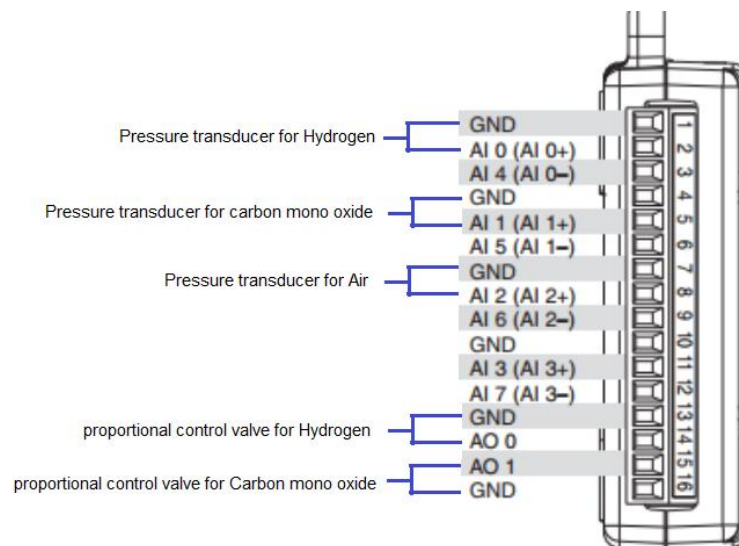 Pressure transducer for Hydrogen
Pressure transducer for carbon mono oxide
Pressure transducer for Air
proportional control valve for Hydrogen
proportional control valve for Carbon mono oxide
GND 1
AI 0 (AI 0+) 2
AI 4 (AI 0–) 3
GND 4
AI 1 (AI 1+) 5
AI 5 (AI 1–) 6
GND 7
AI 2 (AI 2+) 8
AI 6 (AI 2–) 9
GND 10
AI 3 (AI 3+) 11
AI 7 (AI 3–) 12
GND 13
AO 0 14
AO 1 15
GND 16